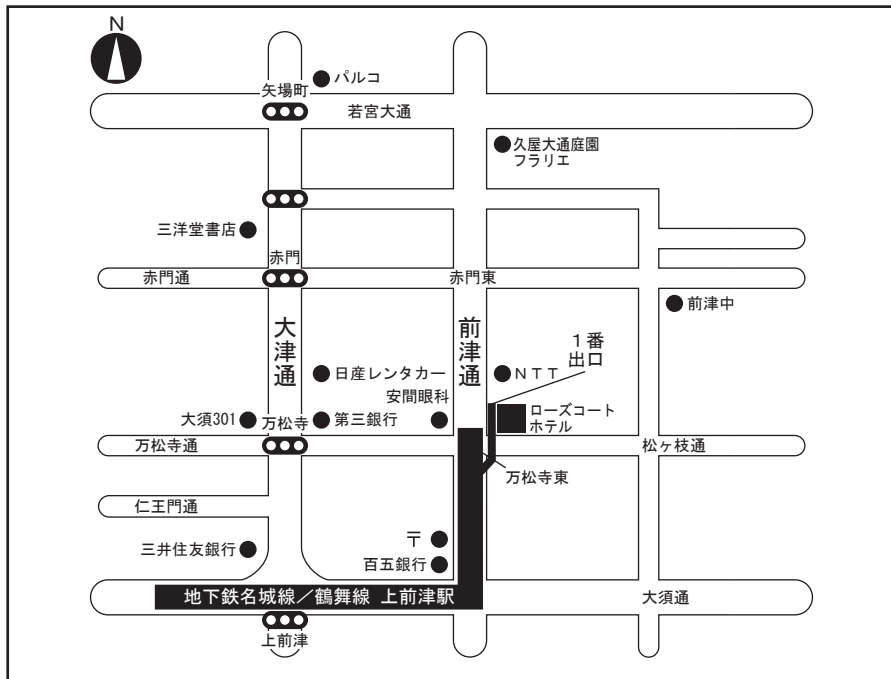 N
パルコ
矢場町
若宮大通
久屋大通庭園
フラリエ
三洋堂書店
赤門
赤門通
赤門東
前津中
大津通
前津通
1番
出口
日産レンタカー
NTT
安間眼科
ローズコート
ホテル
大須301
万松寺
第三銀行
万松寺通
松ヶ枝通
万松寺東
仁王門通
〒
三井住友銀行
百五銀行
地下鉄名城線／鶴舞線 上前津駅
大須通
上前津